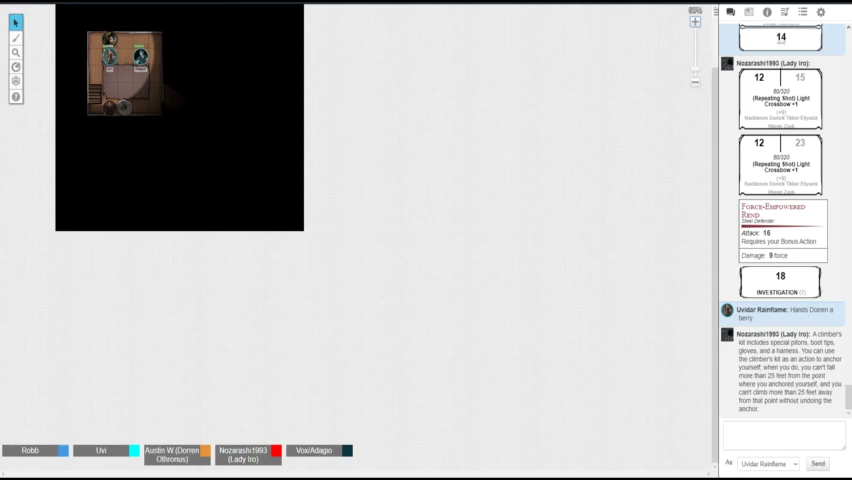 14
Nozarashi1993 (Lady Iro):
12 15
80/320
(Repeating Shot) Light
Crossbow +1
(+9)
12 23
80/320
(Repeating Shot) Light
Crossbow +1
(+9)
Force-Empowered
Rend
Steel Defender
Attack: 16
Requires your Bonus Action
Damage: 9 force
18
INVESTIGATION
Uvidar Rainflame: Hands Dorren a
berry
Nozarashi1993 (Lady Iro): A climber's
kit includes special pitons, boot tips,
gloves, and a harness. You can use
the climber's kit as an action to anchor
yourself, when you do, you can't fall
more than 25 feet from the point
where you anchored yourself, and you
can't climb more than 25 feet away
from that point without undoing the
anchor.
As: Uvidar Rainflame Send
Robb
Uvi
Austin W.(Dorren
Othronus)
Nozarashi1993
(Lady Iro)
Vox/Adagio